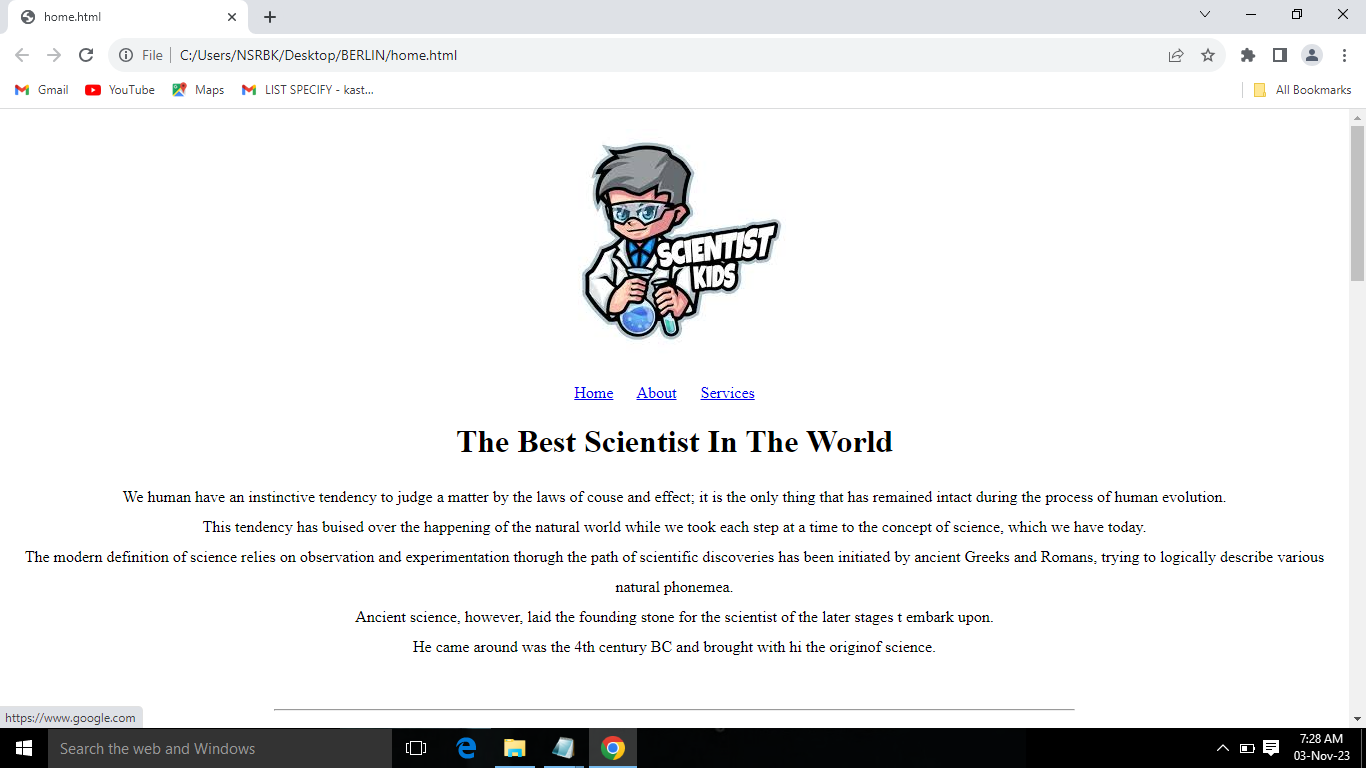 home.html
File
C:/Users/NSRBK/Desktop/BERLIN/home.html
Gmail YouTube Maps LIST SPECIFY - kast... All Bookmarks
SCIENTIST
KIDS
Home About Services
The Best Scientist In The World
We human have an instinctive tendency to judge a matter by the laws of couse and effect; it is the only thing that has remained intact during the process of human evolution.
This tendency has buised over the happening of the natural world while we took each step at a time to the concept of science, which we have today.
The modern definition of science relies on observation and experimentation thorugh the path of scientific discoveries has been initiated by ancient Greeks and Romans, trying to logically describe various
natural phonemea.
Ancient science, however, laid the founding stone for the scientist of the later stages t embark upon.
He came around was the 4th century BC and brought with hi the originof science.
https://www.google.com
Search the web and Windows
7:28 AM
03-Nov-23